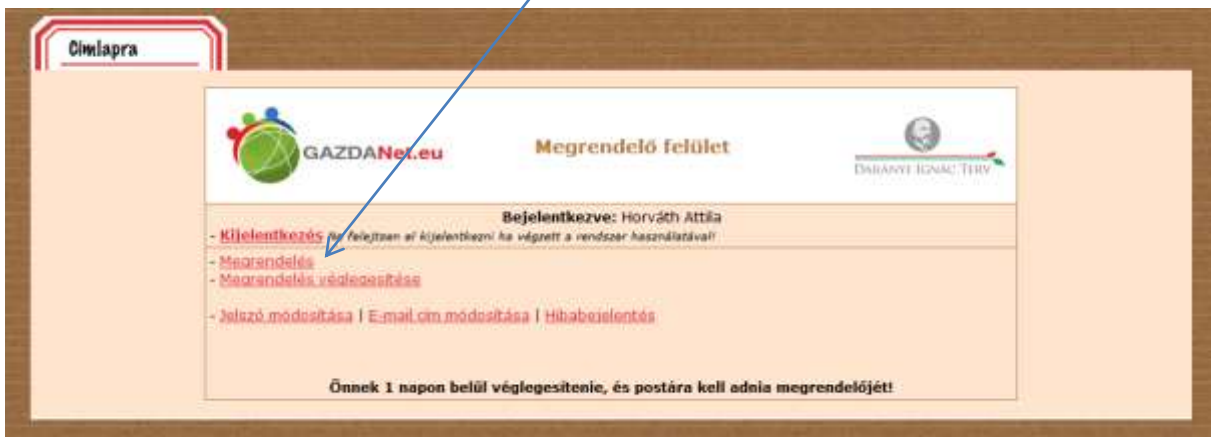 Címlapra
GAZDANet.eu
Megrendelő felület
DARÁNYI IGNÁC TERV
Bejelentkezve: Horváth Attila
- Kijelentkezés Ne felejtsen el kijelentkezni ha végzett a rendszer használatával!
- Megrendelés
- Megrendelés véglegesítése
- Jelszó módosítása | E-mail cím módosítása | Hibabejelentés
Önnek 1 napon belül véglegesítenie, és postára kell adnia megrendelőjét!